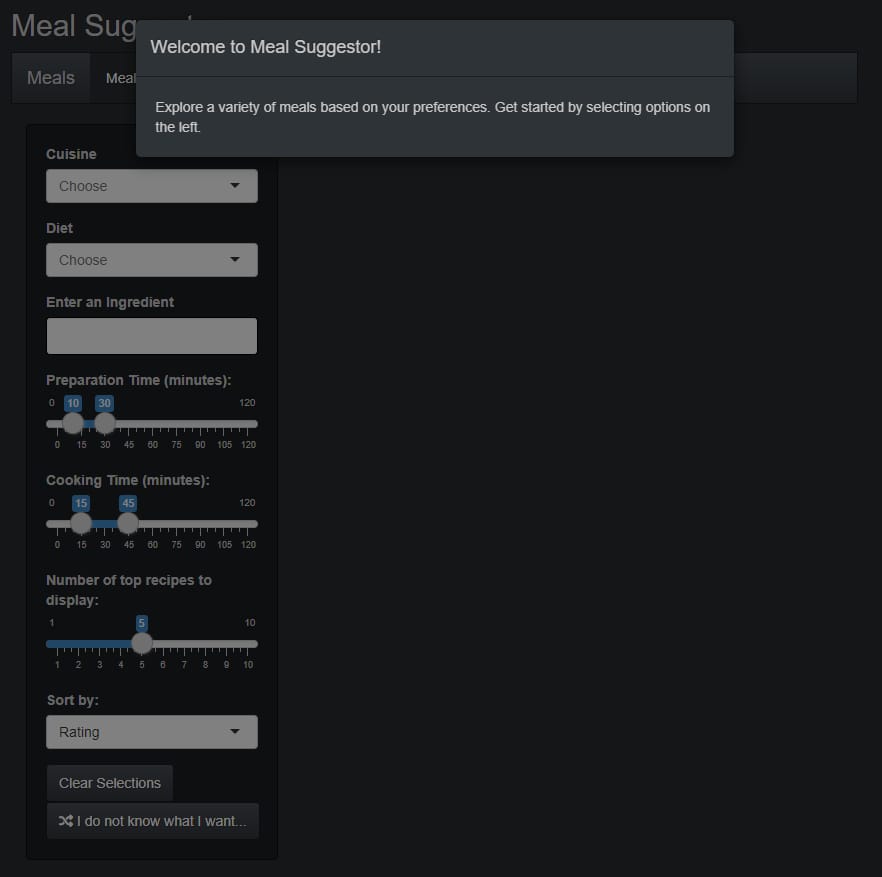 Meal Sug
Welcome to Meal Suggestor!
Meals
Meal
Explore a variety of meals based on your preferences. Get started by selecting options on
the left.
Cuisine
Choose
Diet
Choose
Enter an Ingredient
Preparation Time (minutes):
0 10 30 120
0 15 30 45 60 75 90 105 120
Cooking Time (minutes):
0 15 45 120
0 15 30 45 60 75 90 105 120
Number of top recipes to
display:
1 5 10
1 2 3 4 5 6 7 8 9 10
Sort by:
Rating
Clear Selections
I do not know what I want...